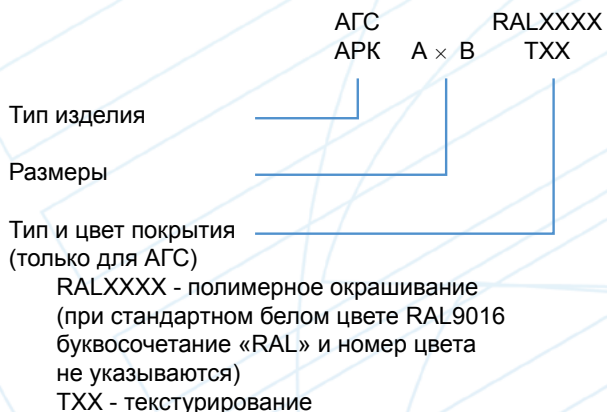 АГС RALXXXX
АРК A × B TXX
Тип изделия
Размеры
Тип и цвет покрытия
(только для АГС)
RALXXXX - полимерное окрашивание
(при стандартном белом цвете RAL9016
буквосочетание «RAL» и номер цвета
не указываются)
TXX - текстурирование